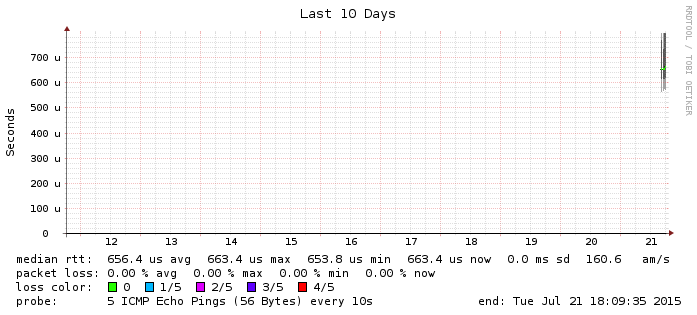 Last 10 Days
RRDTOOL / TOBI OETIKER
Seconds
700 u
600 u
500 u
400 u
300 u
200 u
100 u
0
12 13 14 15 16 17 18 19 20 21
median rtt: 656.4 us avg 663.4 us max 653.8 us min 663.4 us now 0.0 ms sd 160.6 am/s
packet loss: 0.00 % avg 0.00 % max 0.00 % min 0.00 % now
loss color: 0 1/5 2/5 3/5 4/5
probe: 5 ICMP Echo Pings (56 Bytes) every 10s end: Tue Jul 21 18:09:35 2015